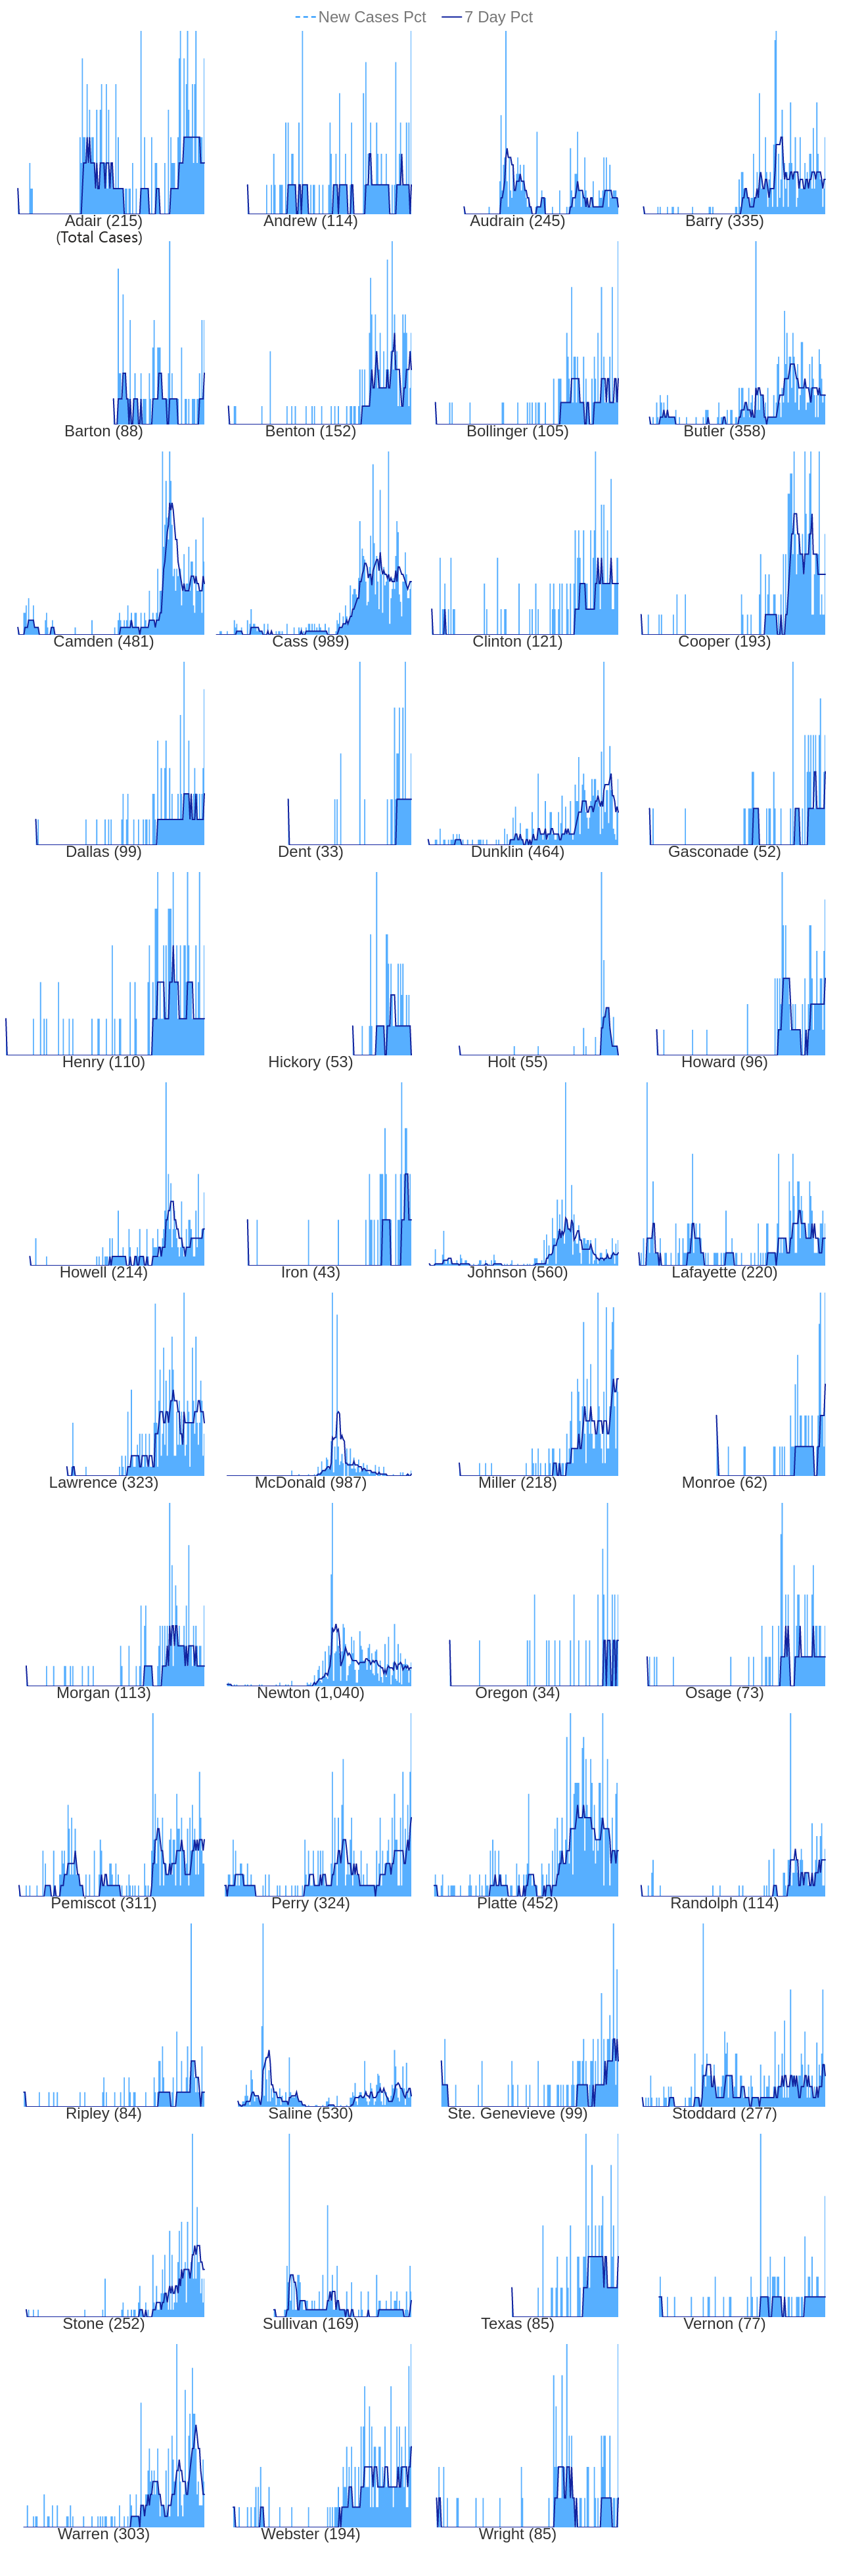 New Cases Pct 7 Day Pct
Adair (215) Andrew (114) Audrain (245) Barry (335)
(Total Cases)
Barton (88) Benton (152) Bollinger (105) Butler (358)
Camden (481) Cass (989) Clinton (121) Cooper (193)
Dallas (99) Dent (33) Dunklin (464) Gasconade (52)
Henry (110) Hickory (53) Holt (55) Howard (96)
Howell (214) Iron (43) Johnson (560) Lafayette (220)
Lawrence (323) McDonald (987) Miller (218) Monroe (62)
Morgan (113) Newton (1,040) Oregon (34) Osage (73)
Pemiscot (311) Perry (324) Platte (452) Randolph (114)
Ripley (84) Saline (530) Ste. Genevieve (99) Stoddard (277)
Stone (252) Sullivan (169) Texas (85) Vernon (77)
Warren (303) Webster (194) Wright (85)